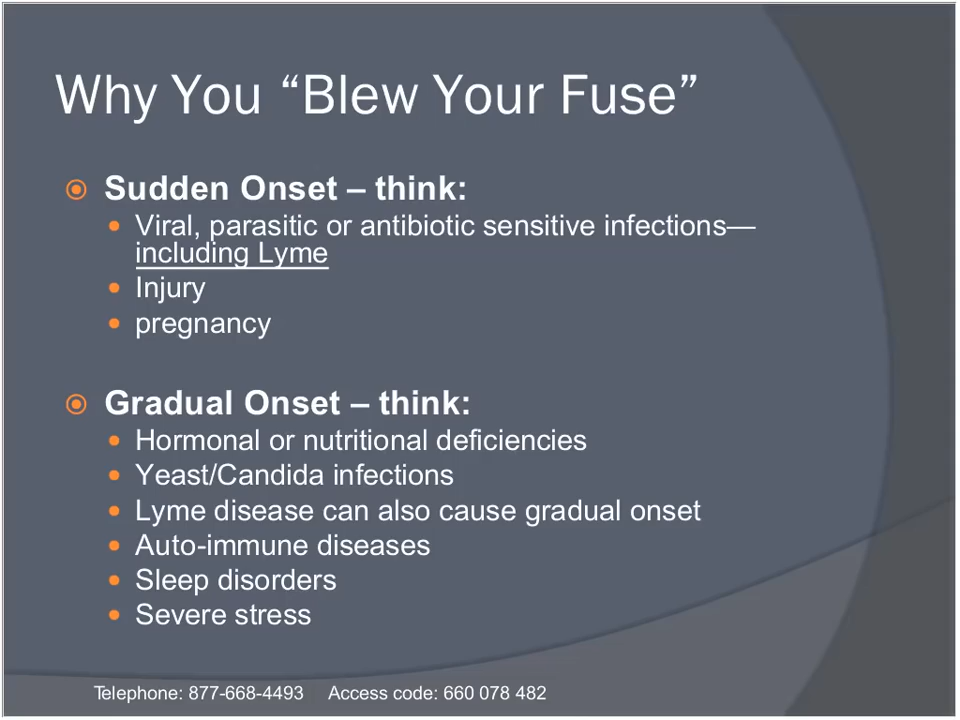 Why You “Blew Your Fuse”
Sudden Onset – think:
Viral, parasitic or antibiotic sensitive infections—
including Lyme
Injury
pregnancy
Gradual Onset – think:
Hormonal or nutritional deficiencies
Yeast/Candida infections
Lyme disease can also cause gradual onset
Auto-immune diseases
Sleep disorders
Severe stress
Telephone: 877-668-4493 Access code: 660 078 482